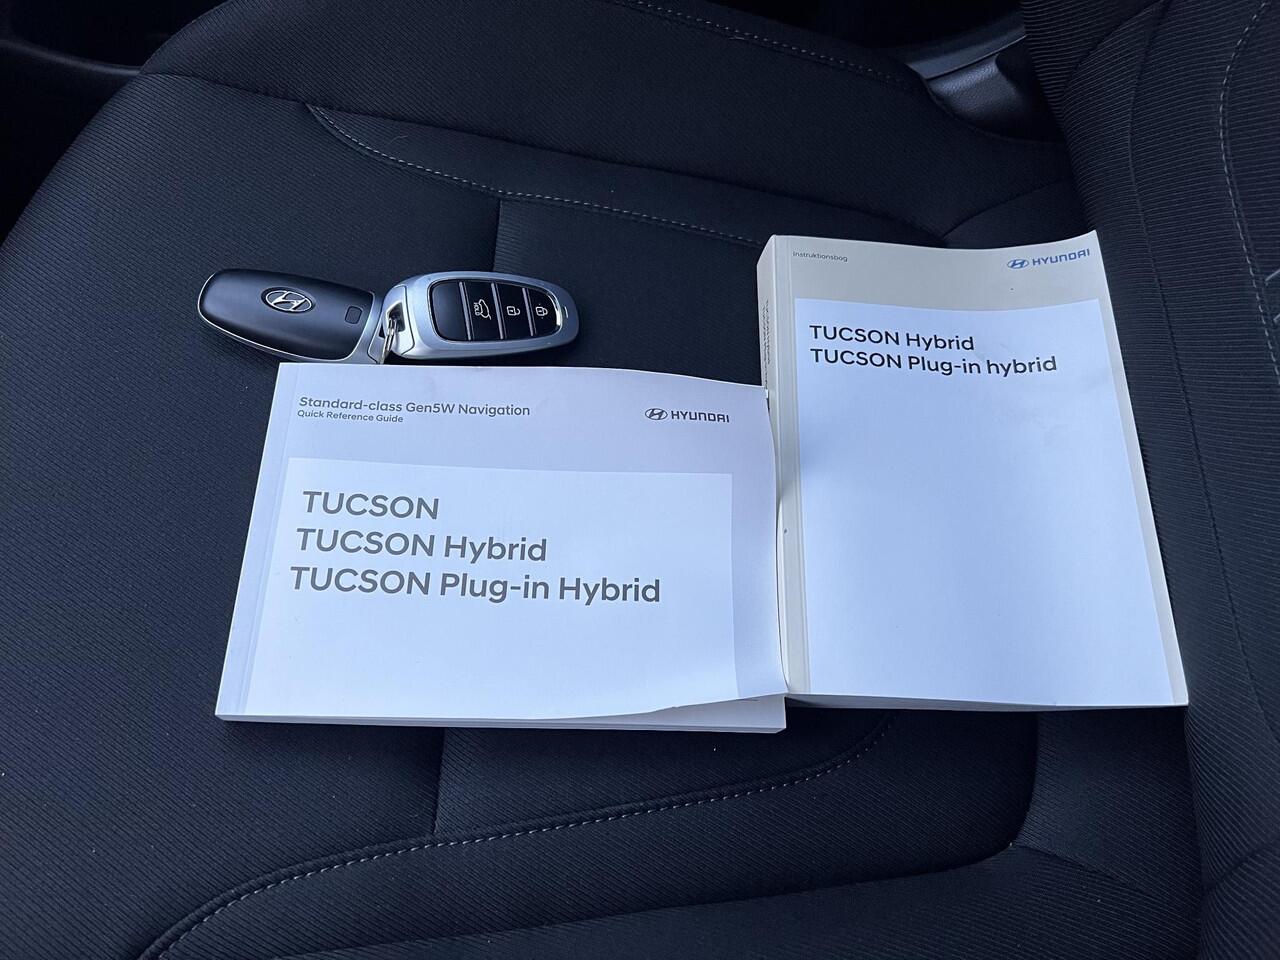 HOLD
Standard-class Gen5W Navigation
Quick Reference Guide
HYUNDAI
TUCSON
TUCSON Hybrid
TUCSON Plug-in Hybrid
Instruktionsbog
HYUNDAI
TUCSON Hybrid
TUCSON Plug-in hybrid